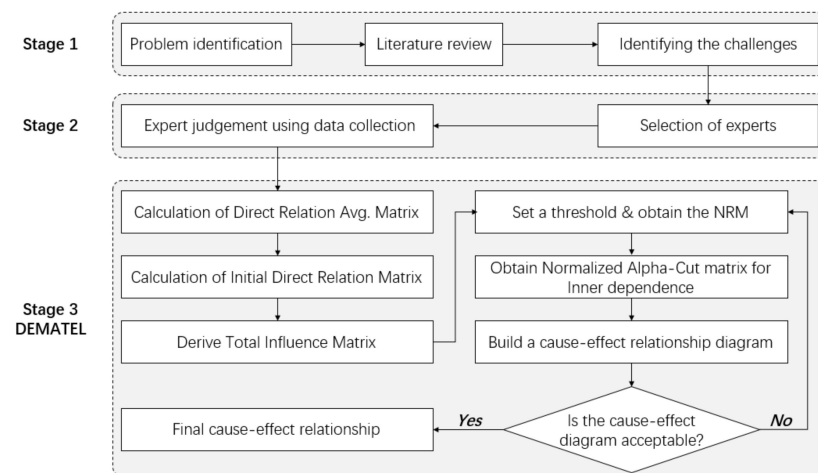 Stage 1
Problem identification
Literature review
Identifying the challenges
Stage 2
Expert judgement using data collection
Selection of experts
Stage 3
DEMATEL
Calculation of Direct Relation Avg. Matrix
Calculation of Initial Direct Relation Matrix
Derive Total Influence Matrix
Set a threshold & obtain the NRM
Obtain Normalized Alpha-Cut matrix for
Inner dependence
Build a cause-effect relationship diagram
Is the cause-effect
diagram acceptable?
Yes
No
Final cause-effect relationship